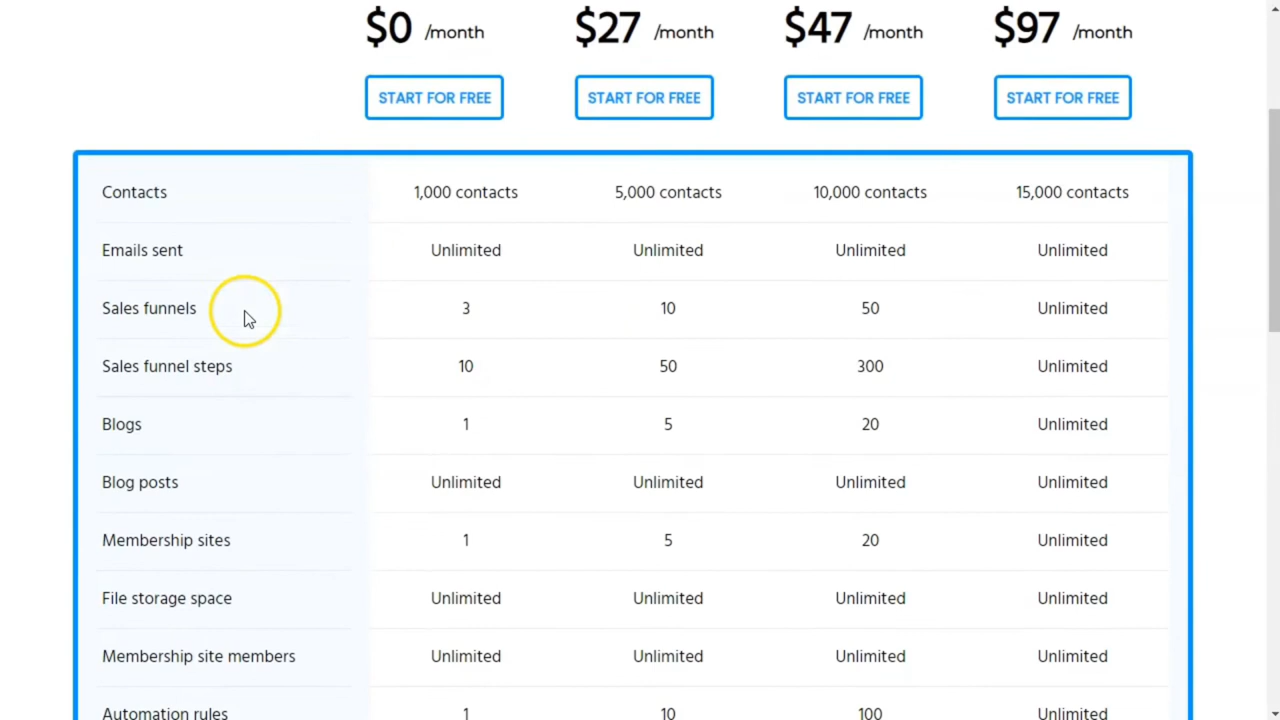 $0 /month $27 /month $47 /month $97 /month
START FOR FREE START FOR FREE START FOR FREE START FOR FREE
Contacts 1,000 contacts 5,000 contacts 10,000 contacts 15,000 contacts
Emails sent Unlimited Unlimited Unlimited Unlimited
Sales funnels 3 10 50 Unlimited
Sales funnel steps 10 50 300 Unlimited
Blogs 1 5 20 Unlimited
Blog posts Unlimited Unlimited Unlimited Unlimited
Membership sites 1 5 20 Unlimited
File storage space Unlimited Unlimited Unlimited Unlimited
Membership site members Unlimited Unlimited Unlimited Unlimited
Automation rules 1 10 100 Unlimited